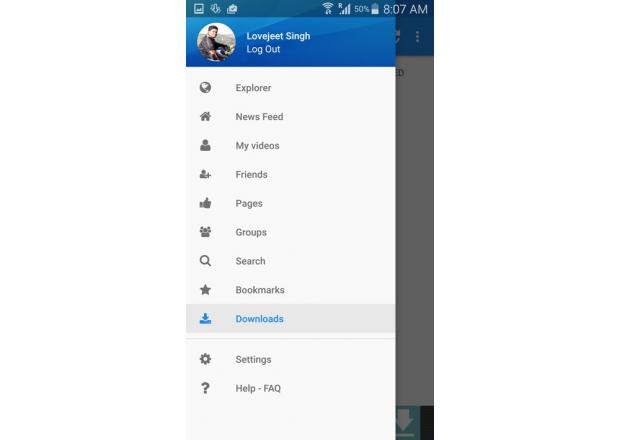 R 50% 8:07 AM
Lovejeet Singh
Log Out
Explorer
News Feed
My videos
Friends
Pages
Groups
Search
Bookmarks
Downloads
Settings
Help - FAQ
ED